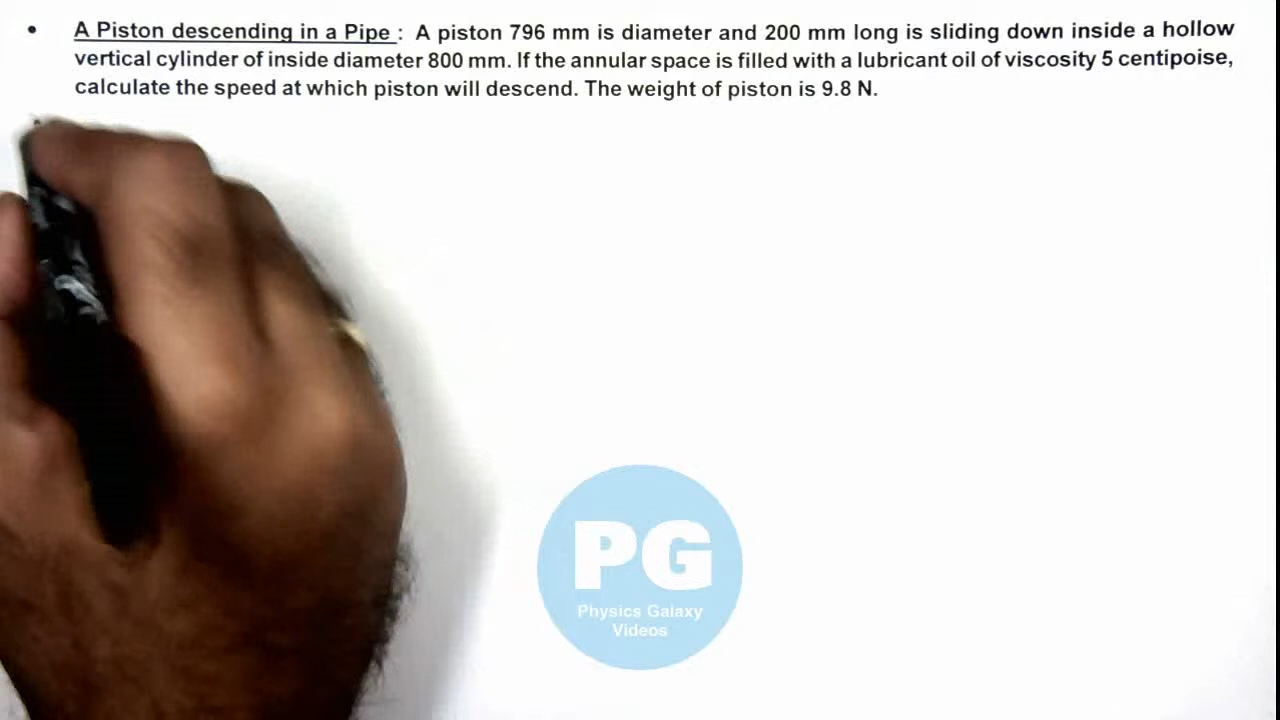 • A Piston descending in a Pipe : A piston 796 mm is diameter and 200 mm long is sliding down inside a hollow
vertical cylinder of inside diameter 800 mm. If the annular space is filled with a lubricant oil of viscosity 5 centipoise,
calculate the speed at which piston will descend. The weight of piston is 9.8 N.
PG
Physics Galaxy
Videos